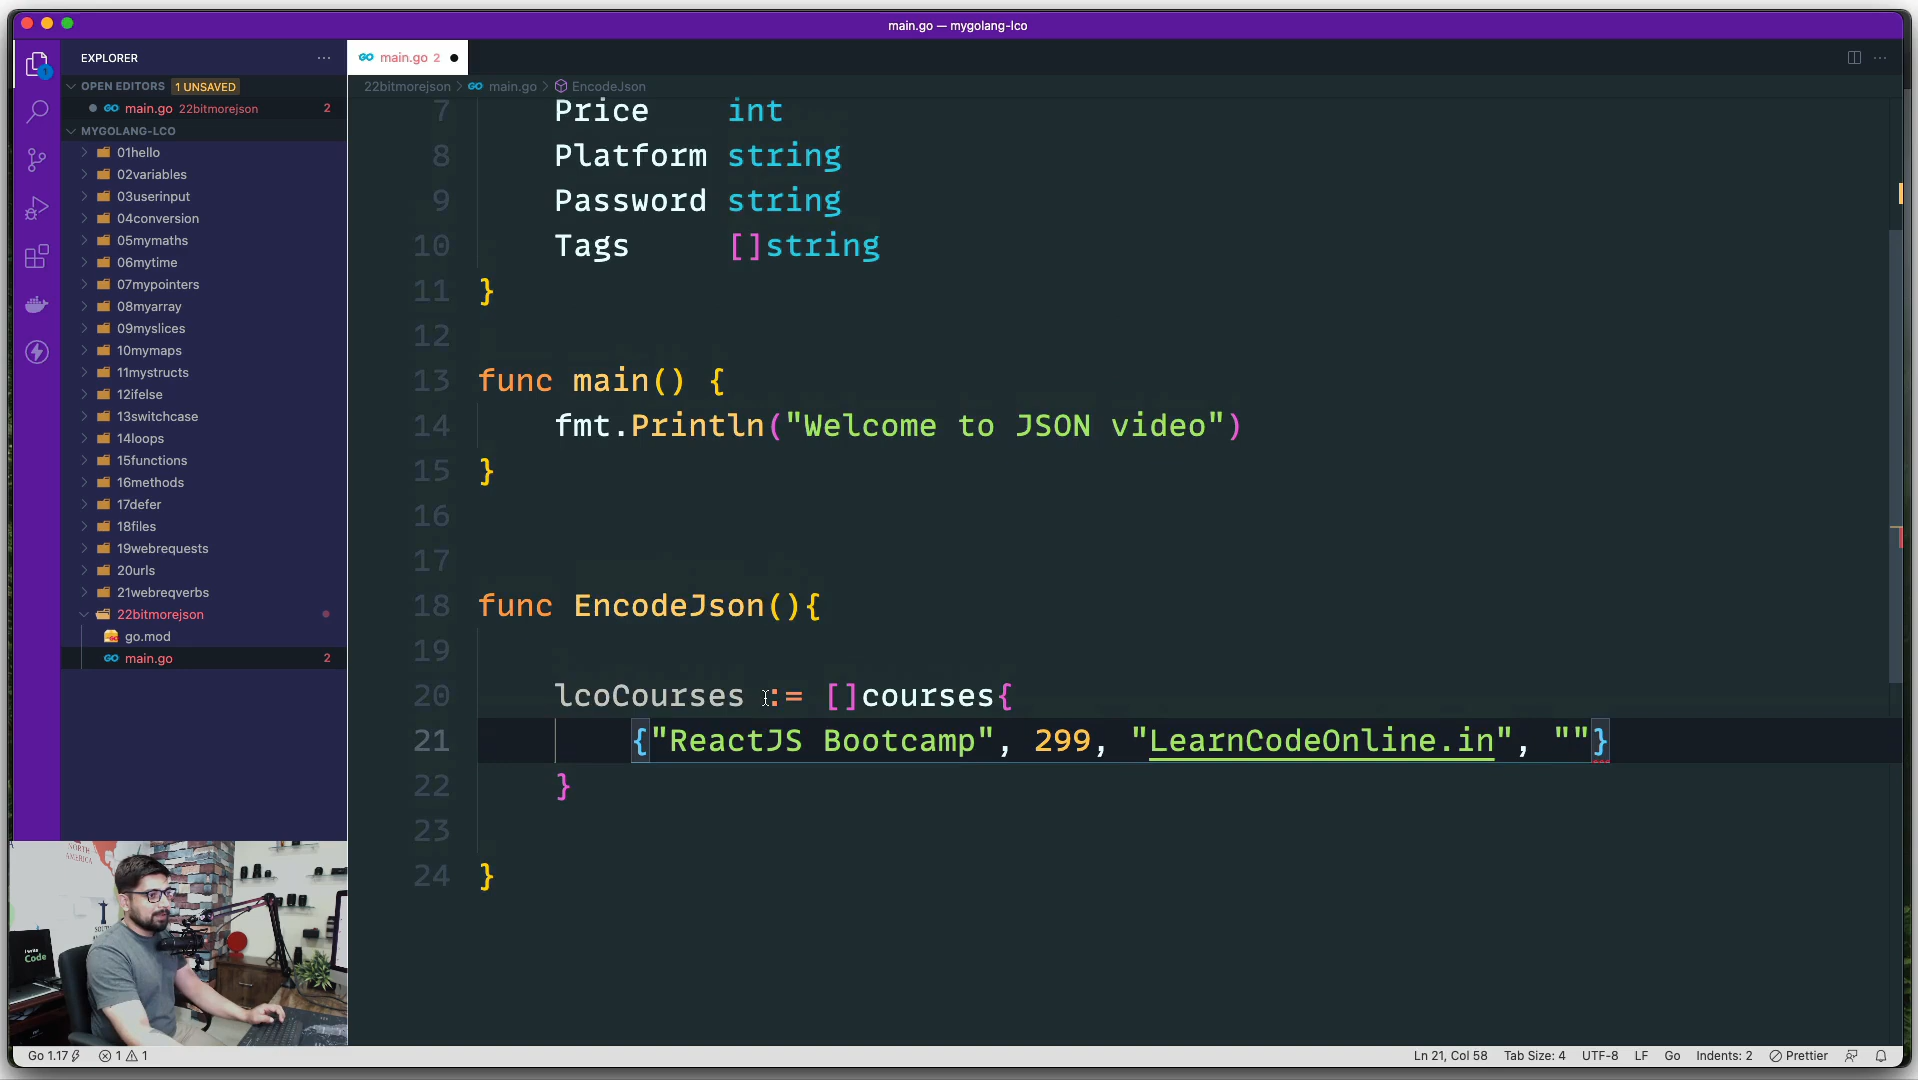 main.go — mygolang-lco
EXPLORER
main.go 2
OPEN EDITORS 1 UNSAVED
22bitmorejson > main.go > EncodeJson
1
main.go 22bitmorejson 2
MYGOLANG-LCO
01hello
02variables
03userinput
04conversion
05mymaths
06mytime
07mypointers
08myarray
09myslices
10mymaps
11mystructs
12ifelse
13switchcase
14loops
15functions
16methods
17defer
18files
19webrequests
20urls
21webreqverbs
22bitmorejson
go.mod
main.go 2
7 Price int
8 Platform string
9 Password string
10 Tags []string
11 }
12
13 func main() {
14 fmt.Println("Welcome to JSON video")
15 }
16
17
18 func EncodeJson(){
19
20 lcoCourses := []courses{
21 {"ReactJS Bootcamp", 299, "LearnCodeOnline.in", ""}
22 }
23
24 }
NORTH
AMERICA
I write
Code
Go 1.17 1 1 Ln 21, Col 58 Tab Size: 4 UTF-8 LF Go Indents: 2 Prettier